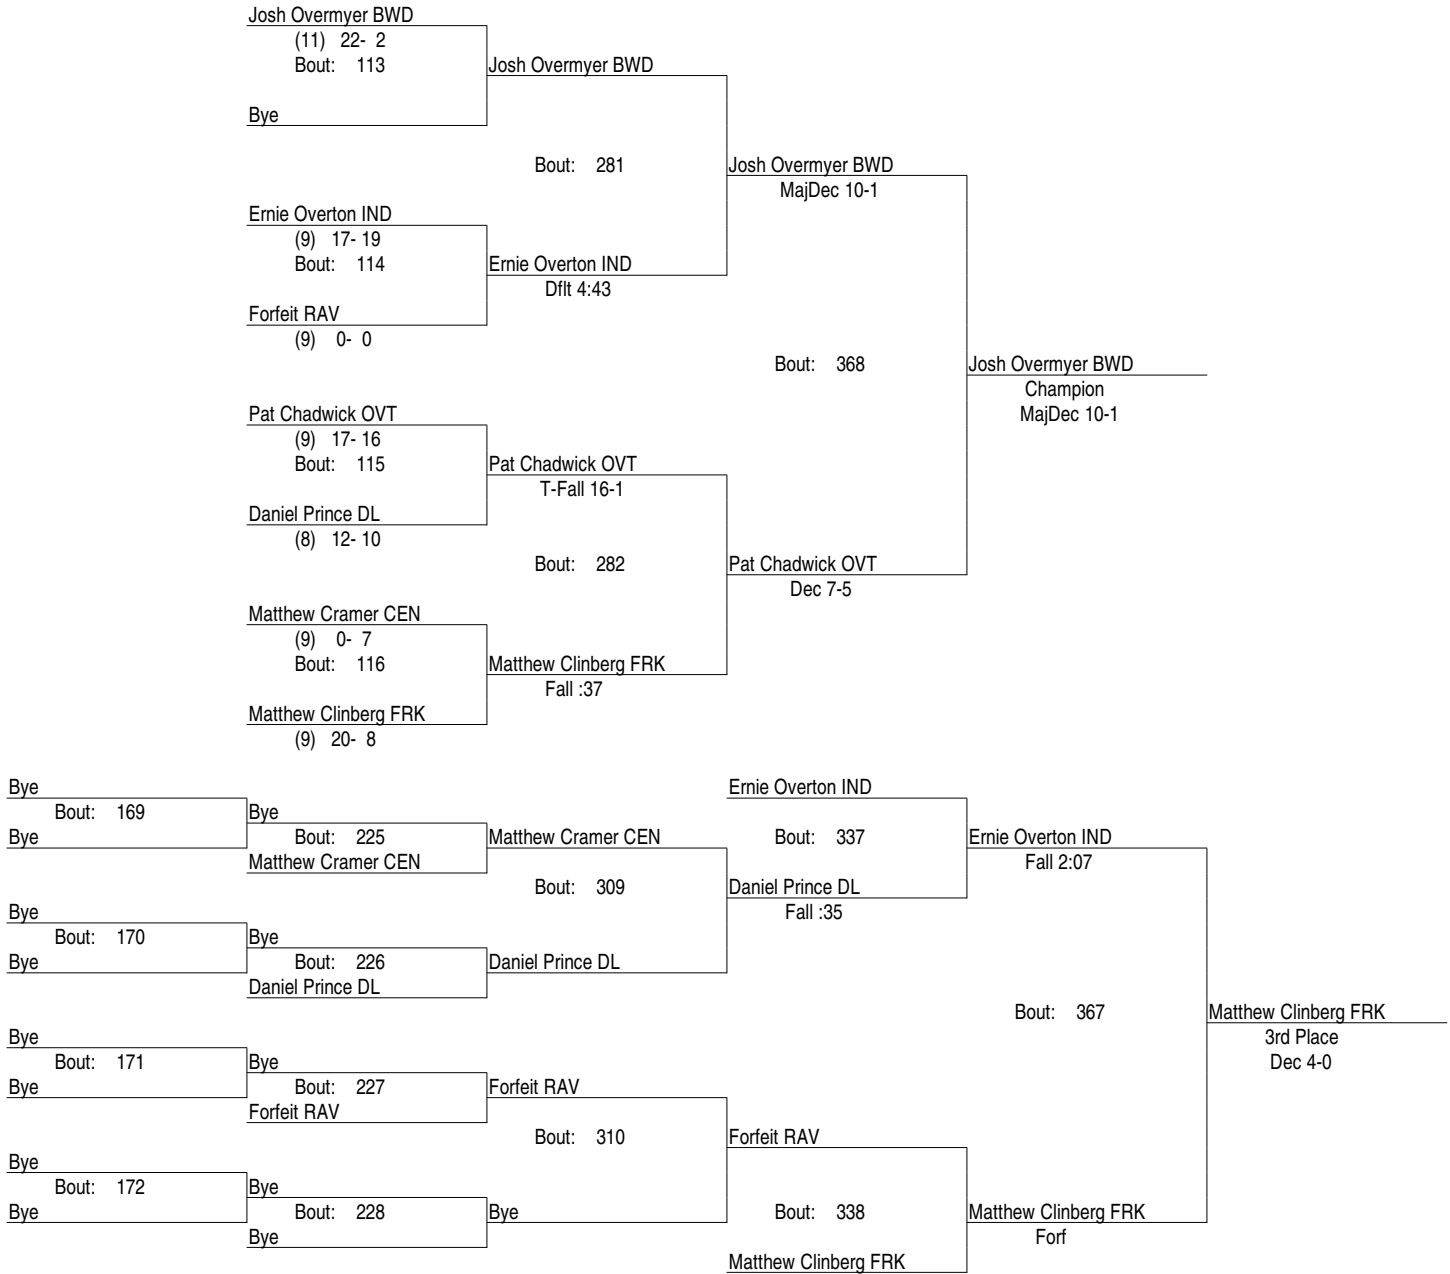 Josh Overmyer BWD
(11) 22- 2
Bout: 113
Josh Overmyer BWD
Bye
Bout: 281
Josh Overmyer BWD
MajDec 10-1
Ernie Overton IND
(9) 17- 19
Bout: 114
Ernie Overton IND
Dflt 4:43
Forfeit RAV
(9) 0- 0
Bout: 368
Josh Overmyer BWD
Champion
MajDec 10-1
Pat Chadwick OVT
(9) 17- 16
Bout: 115
Pat Chadwick OVT
T-Fall 16-1
Daniel Prince DL
(8) 12- 10
Bout: 282
Pat Chadwick OVT
Dec 7-5
Matthew Cramer CEN
(9) 0- 7
Bout: 116
Matthew Clinberg FRK
Fall :37
Matthew Clinberg FRK
(9) 20- 8
Bye
Bout: 169
Bye
Bye
Bout: 225
Matthew Cramer CEN
Matthew Cramer CEN
Bout: 309
Ernie Overton IND
Bout: 337
Daniel Prince DL
Fall :35
Ernie Overton IND
Fall 2:07
Bye
Bout: 170
Bye
Bye
Bout: 226
Daniel Prince DL
Daniel Prince DL
Bout: 367
Matthew Clinberg FRK
3rd Place
Dec 4-0
Bye
Bout: 171
Bye
Bye
Bout: 227
Forfeit RAV
Forfeit RAV
Bout: 310
Forfeit RAV
Bye
Bout: 172
Bye
Bye
Bout: 228
Bye
Bye
Bout: 338
Matthew Clinberg FRK
Matthew Clinberg FRK
Forf